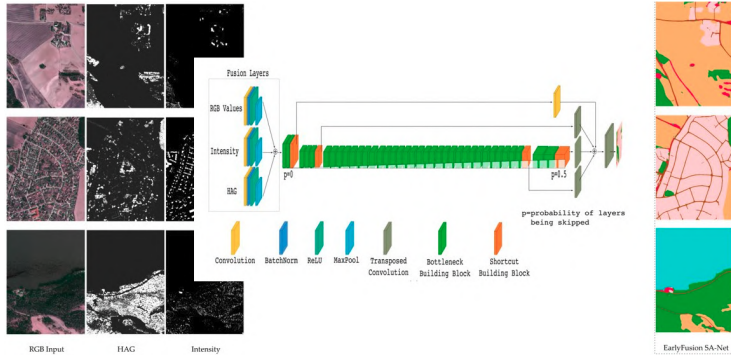 Fusion Layers
RGB Values
Intensity
HAG
p=0
p=0.5
p=probability of layers
being skipped
Convolution
BatchNorm
ReLU
MaxPool
Transposed
Convolution
Bottleneck
Building Block
Shortcut
Building Block
RGB Input
HAG
Intensity
EarlyFusion SA-Net